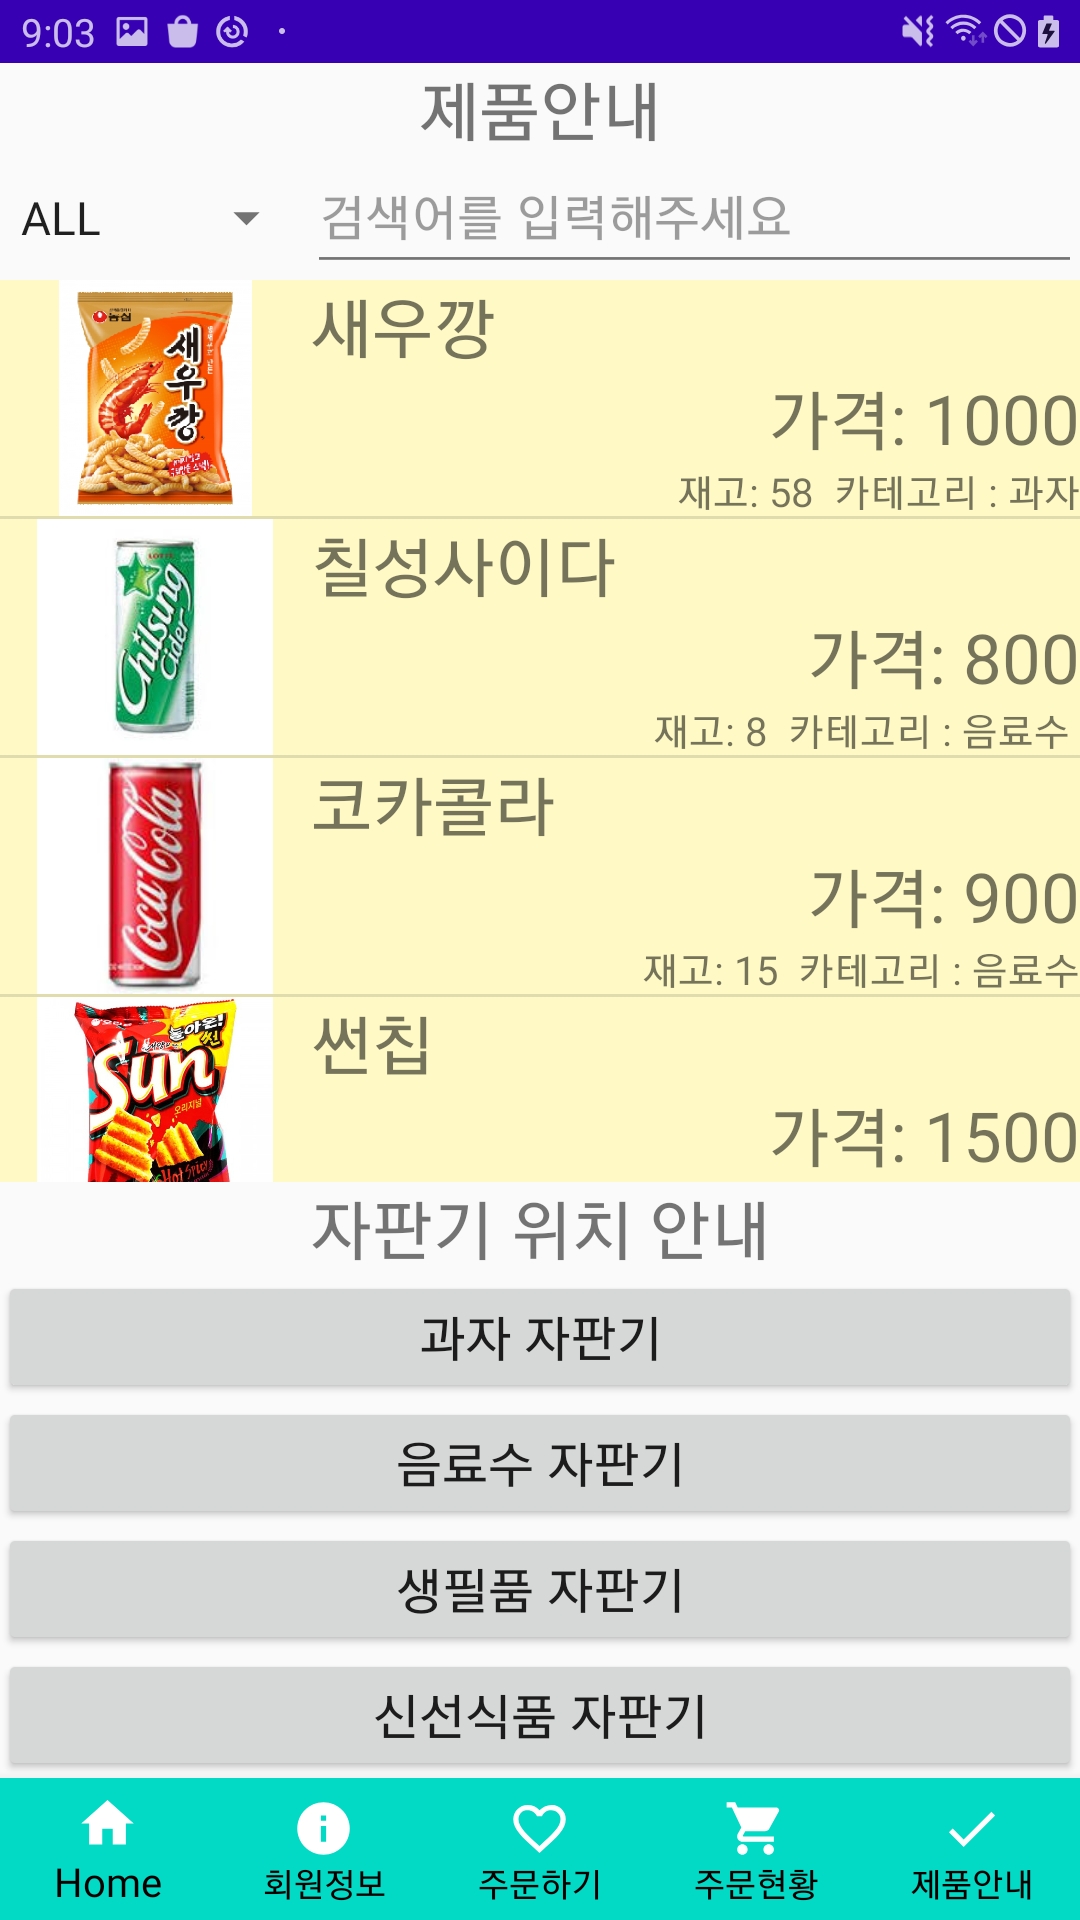 9:03
제품안내
ALL
검색어를 입력해주세요
농심
새우깡
새우깡
가격: 1000
재고: 58 카테고리 : 과자
LOTTE
Chilsung Cider
칠성사이다
가격: 800
재고: 8 카테고리 : 음료수
Coca-Cola
코카콜라
가격: 900
재고: 15 카테고리 : 음료수
돌아온!
썬
Sun
오리지널
Hot Spicy
썬칩
가격: 1500
자판기 위치 안내
과자 자판기
음료수 자판기
생필품 자판기
신선식품 자판기
Home
회원정보
주문하기
주문현황
제품안내